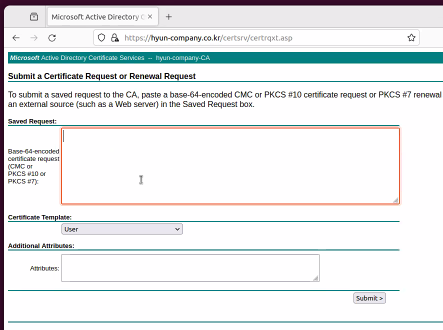 Microsoft Active Directory C
https://hyun-company.co.kr/certsrv/certrqxt.asp
Microsoft Active Directory Certificate Services – hyun-company-CA
Submit a Certificate Request or Renewal Request
To submit a saved request to the CA, paste a base-64-encoded CMC or PKCS #10 certificate request or PKCS #7 renewal
an external source (such as a Web server) in the Saved Request box.
Saved Request:
Base-64-encoded
certificate request
(CMC or
PKCS #10 or
PKCS #7):
Certificate Template:
User
Additional Attributes:
Attributes:
Submit >